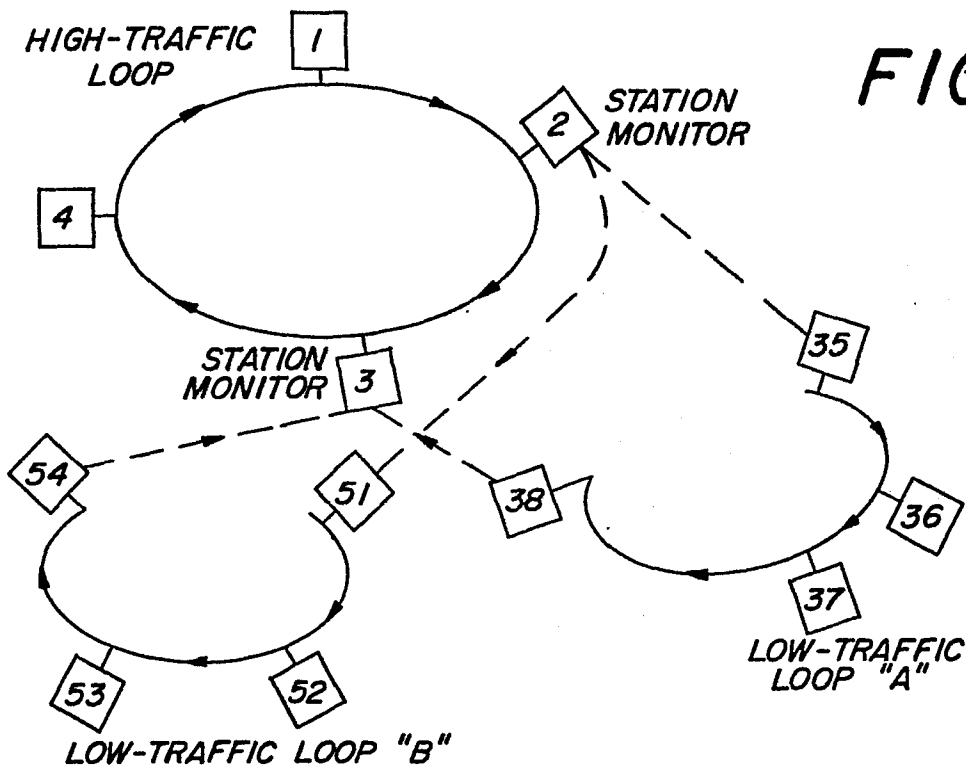 HIGH-TRAFFIC
LOOP
1
FIG
2
STATION
MONITOR
4
STATION
MONITOR
3
35
54
51
38
36
37
53
52
LOW-TRAFFIC
LOOP "A"
LOW-TRAFFIC LOOP "B"